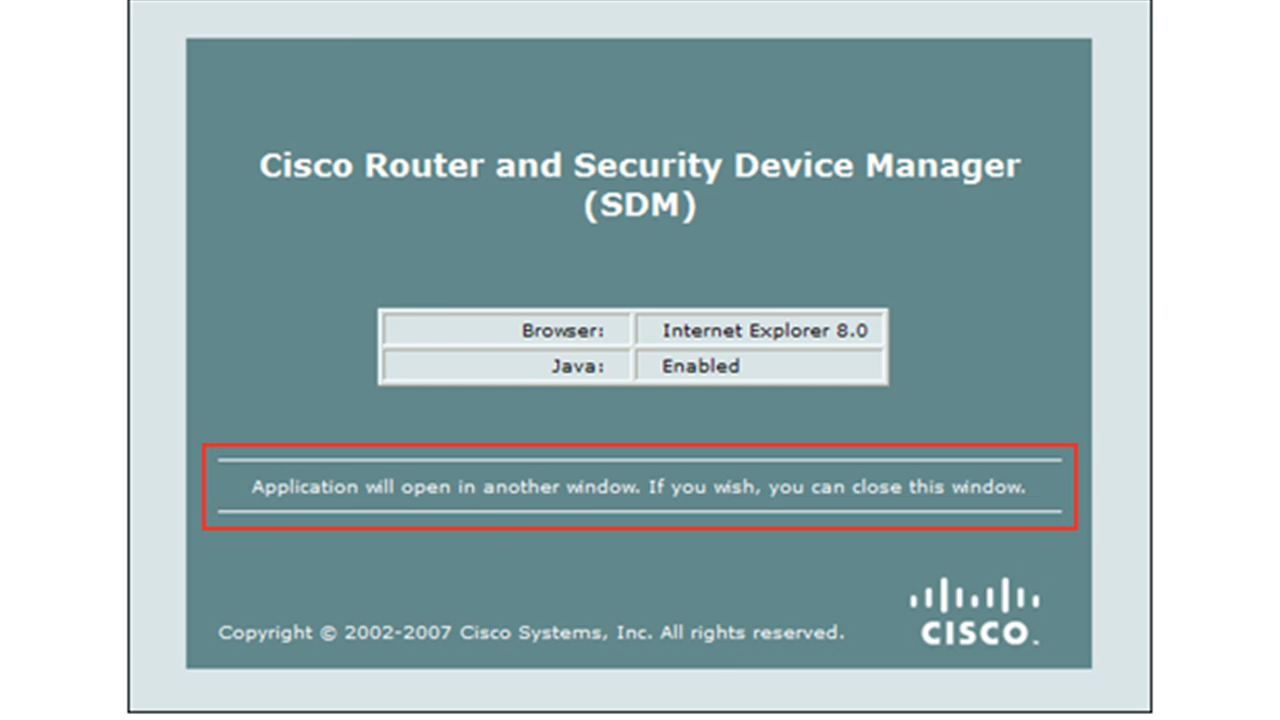 Cisco Router and Security Device Manager
(SDM)
Browser: Internet Explorer 8.0
Java: Enabled
Application will open in another window. If you wish, you can close this window.
Copyright © 2002-2007 Cisco Systems, Inc. All rights reserved.
CISCO.